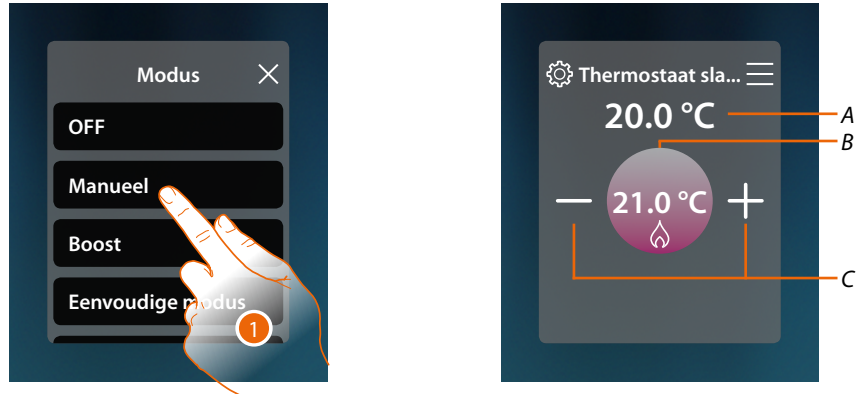 Modus
OFF
Manueel
Boost
Eenvoudige modus
1
Thermostaat sla...
20.0 °C
A
B
21.0 °C
C